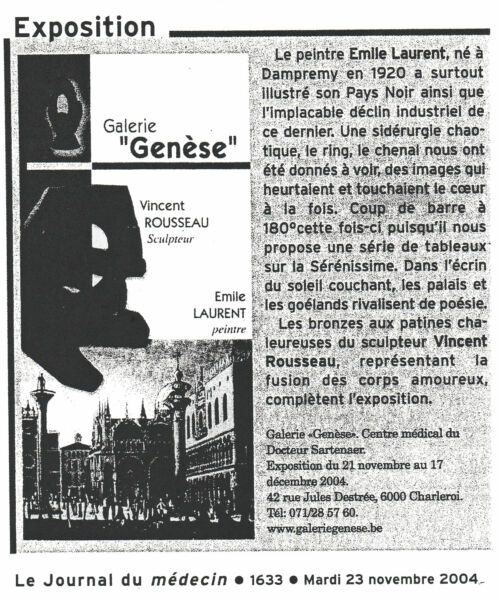 Exposition
Galerie
"Genèse"
Vincent
ROUSSEAU
Sculpteur
Emile
LAURENT
peintre
Le peintre Emile Laurent, né à
Dampremy en 1920 a surtout
illustré son Pays Noir ainsi que
l'implacable déclin industriel de
ce dernier. Une sidérurgie chao-
tique, le ring, le chenal nous ont
été donnés à voir, des images qui
heurtaient et touchaient le cœur
à la fois. Coup de barre à
180°cette fois-ci puisqu'il nous
propose une série de tableaux
sur la Sérénissime. Dans l'écrin
du soleil couchant, les palais et
les goélands rivalisent de poésie.
Les bronzes aux patines cha-
leureuses du sculpteur Vincent
Rousseau, représentant la
fusion des corps amoureux,
complètent l'exposition.
Galerie «Genèse». Centre médical du
Docteur Sartenaer.
Exposition du 21 novembre au 17
décembre 2004.
42 rue Jules Destrée, 6000 Charleroi.
Tél: 071/28 57 60.
www.galeriegenese.be
Le Journal du médecin ● 1633 ● Mardi 23 novembre 2004